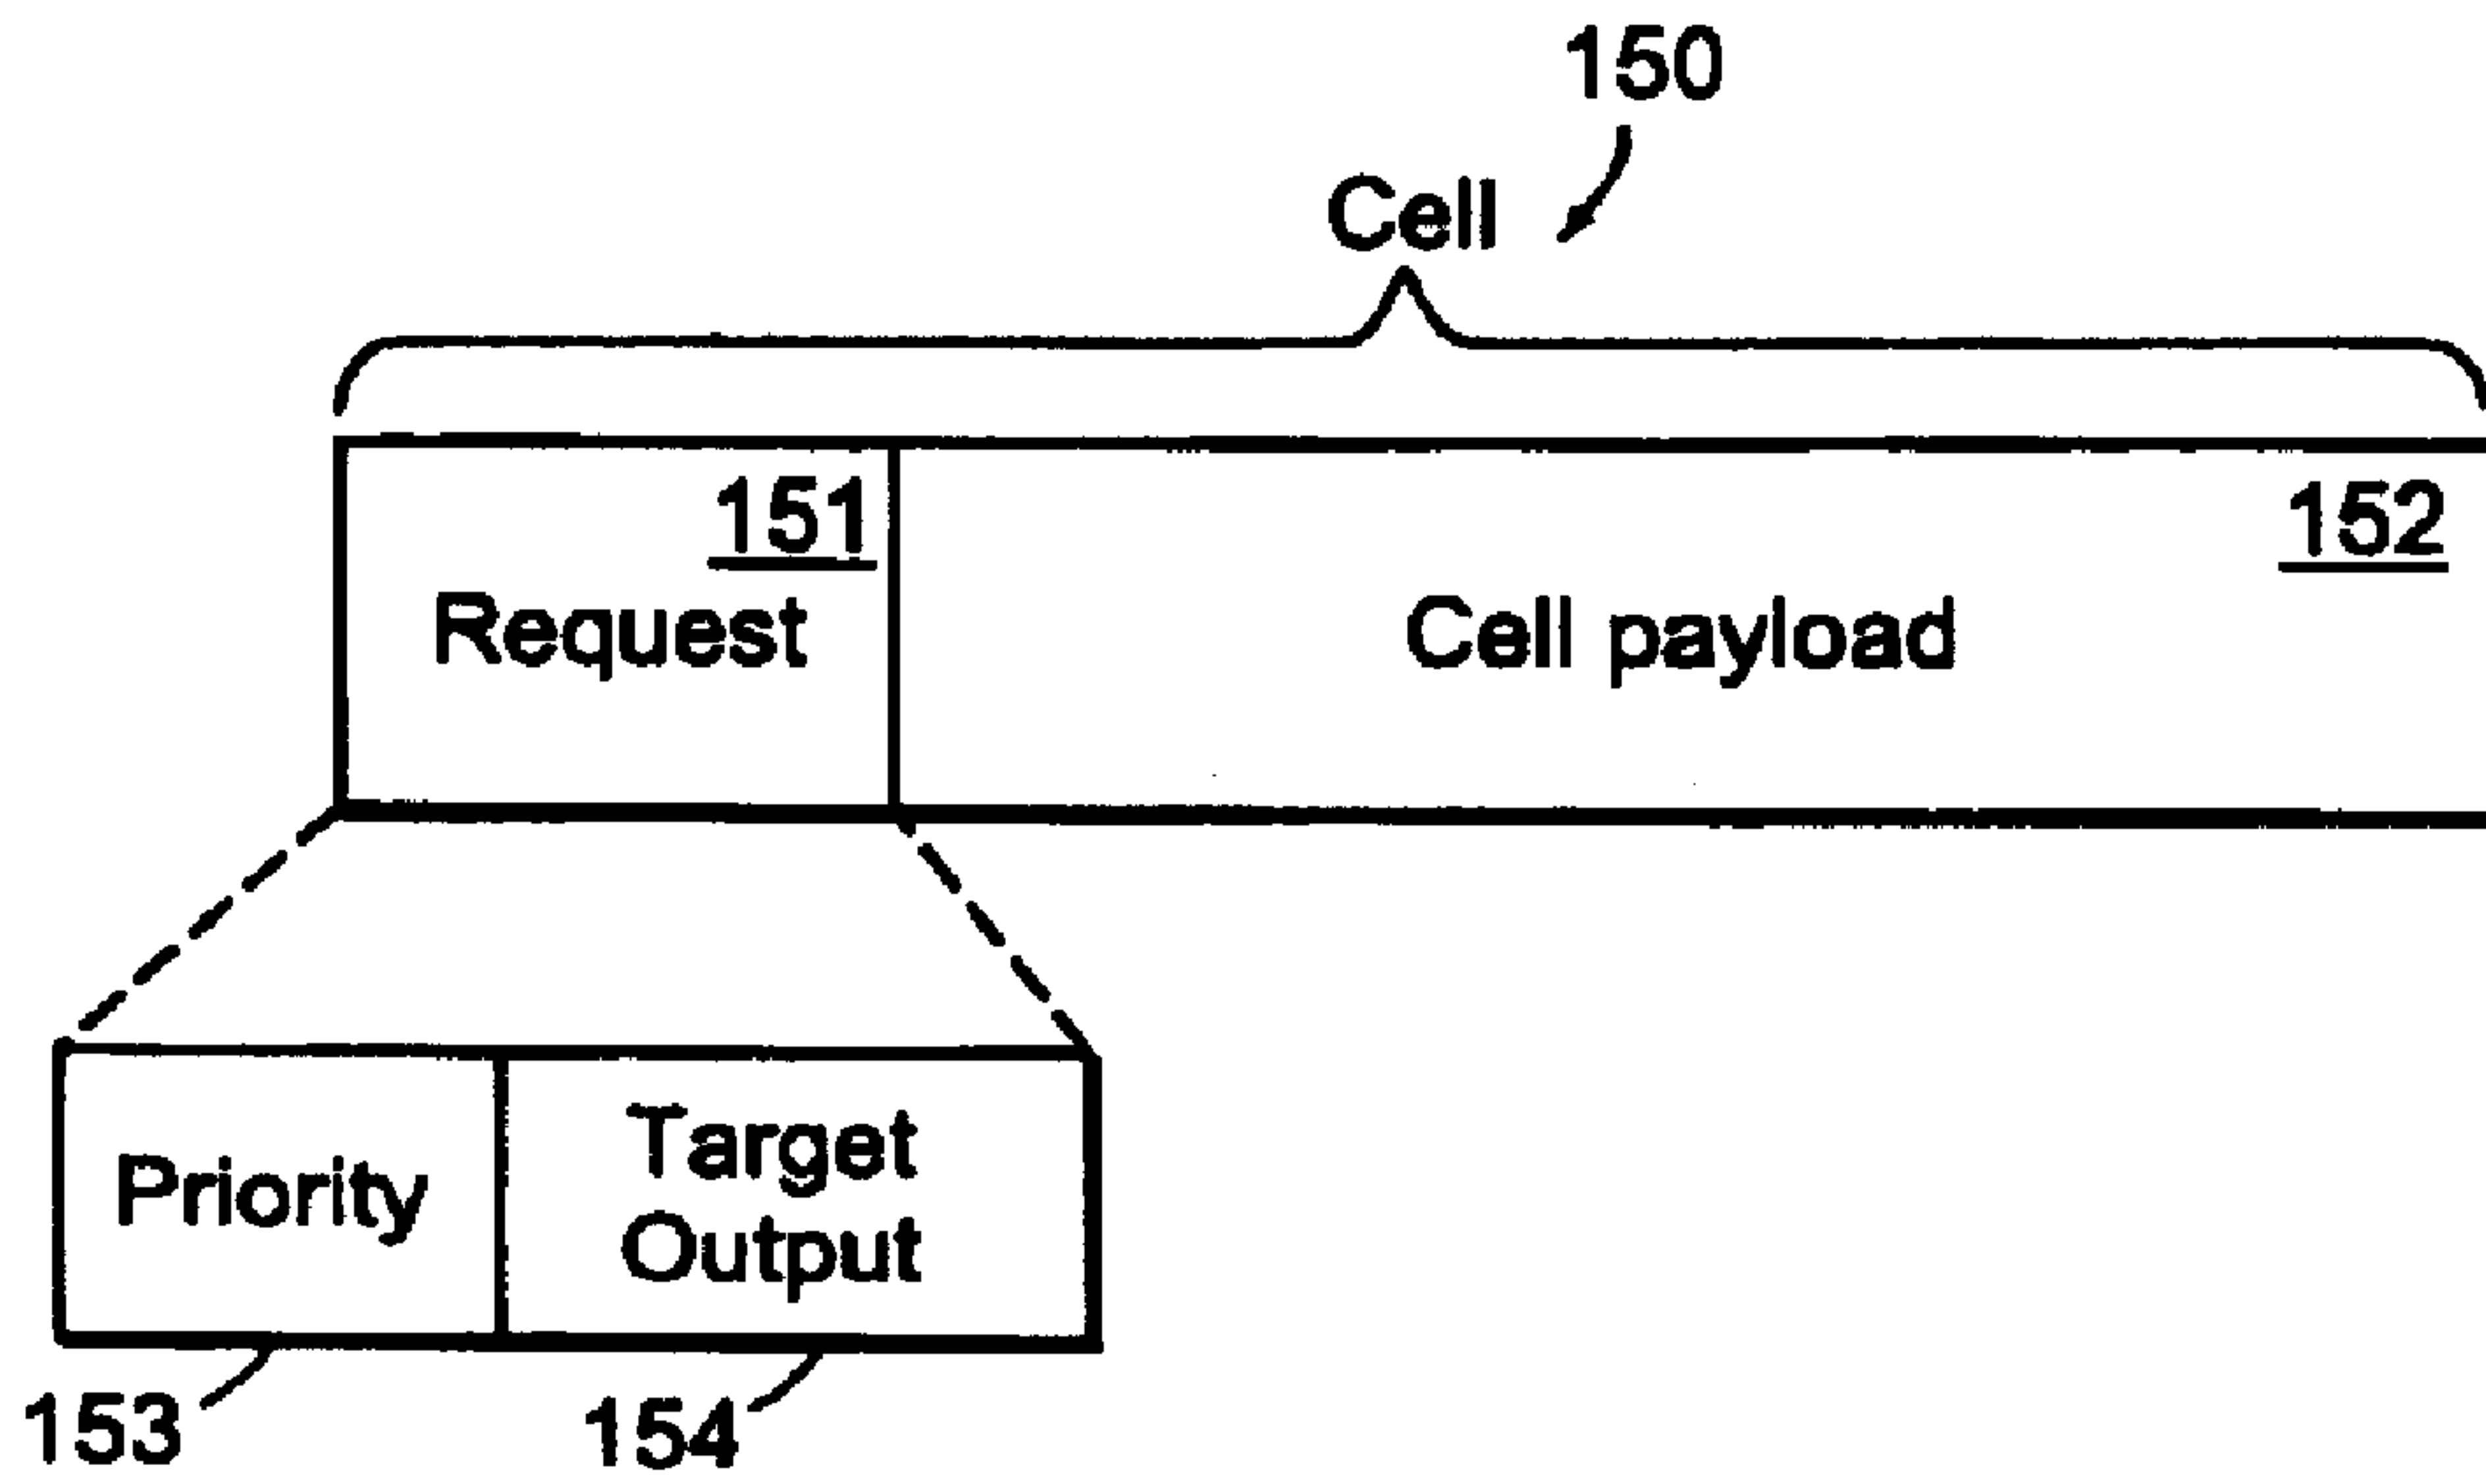 150
Cell
151
152
Request
Cell payload
Priority
Target
Output
153
154